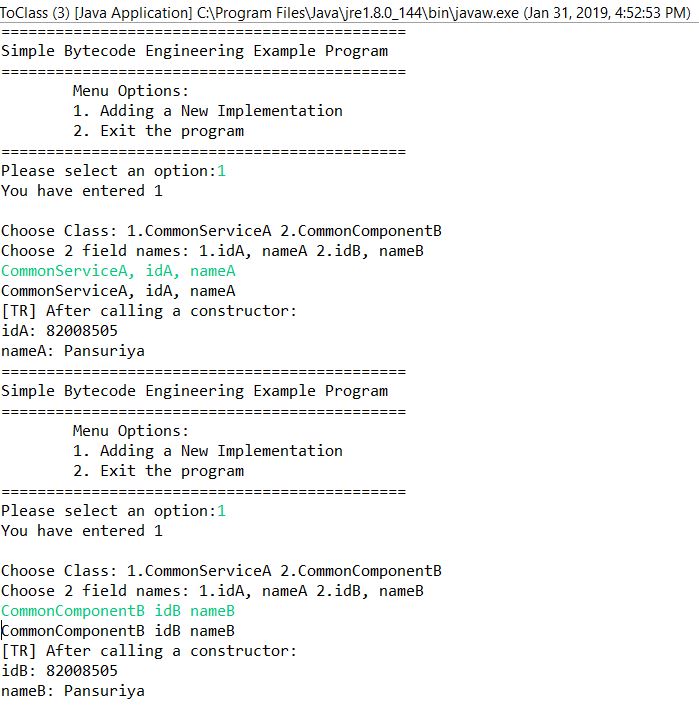 ToClass (3) [Java Application] C:\Program Files\Java\jre1.8.0_144\bin\javaw.exe (Jan 31, 2019, 4:52:53 PM)
=============================================
Simple Bytecode Engineering Example Program
=============================================
Menu Options:
1. Adding a New Implementation
2. Exit the program
=============================================
Please select an option:1
You have entered 1
Choose Class: 1.CommonServiceA 2.CommonComponentB
Choose 2 field names: 1.idA, nameA 2.idB, nameB
CommonServiceA, idA, nameA
CommonServiceA, idA, nameA
[TR] After calling a constructor:
idA: 82008505
nameA: Pansuriya
=============================================
Simple Bytecode Engineering Example Program
=============================================
Menu Options:
1. Adding a New Implementation
2. Exit the program
=============================================
Please select an option:1
You have entered 1
Choose Class: 1.CommonServiceA 2.CommonComponentB
Choose 2 field names: 1.idA, nameA 2.idB, nameB
CommonComponentB idB nameB
CommonComponentB idB nameB
[TR] After calling a constructor:
idB: 82008505
nameB: Pansuriya